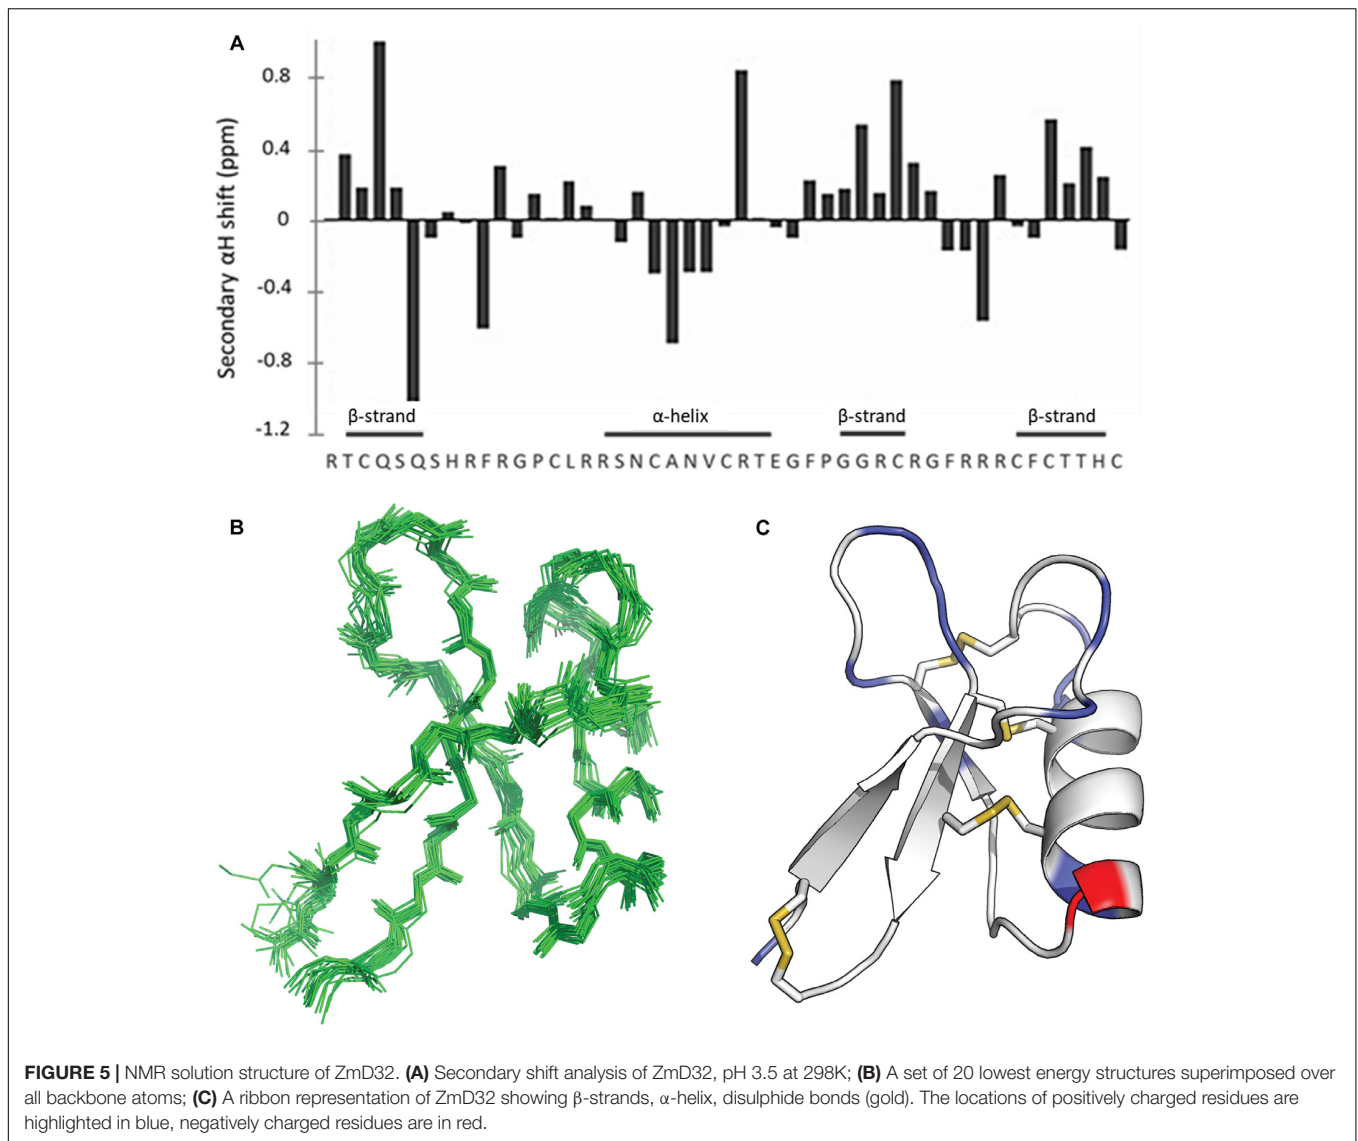 A
Secondary αH shift (ppm)
0.8
0.4
0
-0.4
-0.8
-1.2
β-strand α-helix β-strand β-strand
R T C Q S Q S H R F R G P C L R R S N C A N V C R T E G F P G G R C R G F R R R C F C T T H C
B
C
FIGURE 5 | NMR solution structure of ZmD32. (A) Secondary shift analysis of ZmD32, pH 3.5 at 298K; (B) A set of 20 lowest energy structures superimposed over
all backbone atoms; (C) A ribbon representation of ZmD32 showing β-strands, α-helix, disulphide bonds (gold). The locations of positively charged residues are
highlighted in blue, negatively charged residues are in red.